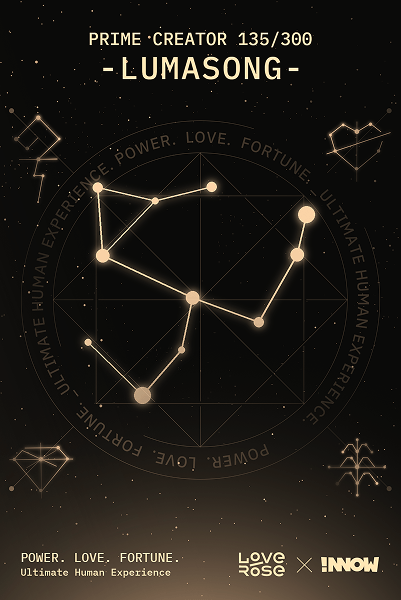 PRIME·CREATOR 135/300
-LUMASONG-
POWER. LOVE. FORTUNE. — ULTIMATE HUMAN EXPERIENCE.
POWER. LOVE. FORTUNE — ULTIMATE HUMAN EXPERIENCE.
POWER. LOVE. FORTUNE.
Ultimate Human Experience
LOVE
ROSE
INNOW